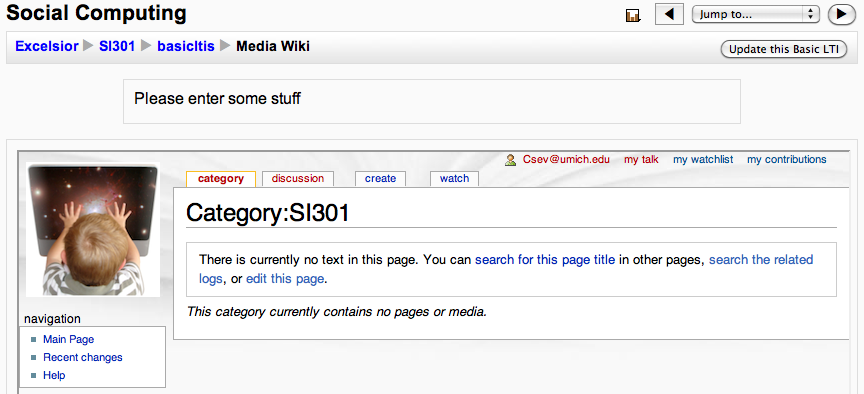 Social Computing
Jump to...
Excelsior SI301 basicltis Media Wiki
Update this Basic LTI
Please enter some stuff
Csev@umich.edu my talk my watchlist my contributions
category discussion create watch
Category:SI301
There is currently no text in this page. You can search for this page title in other pages, search the related
logs, or edit this page.
This category currently contains no pages or media.
navigation
Main Page
Recent changes
Help